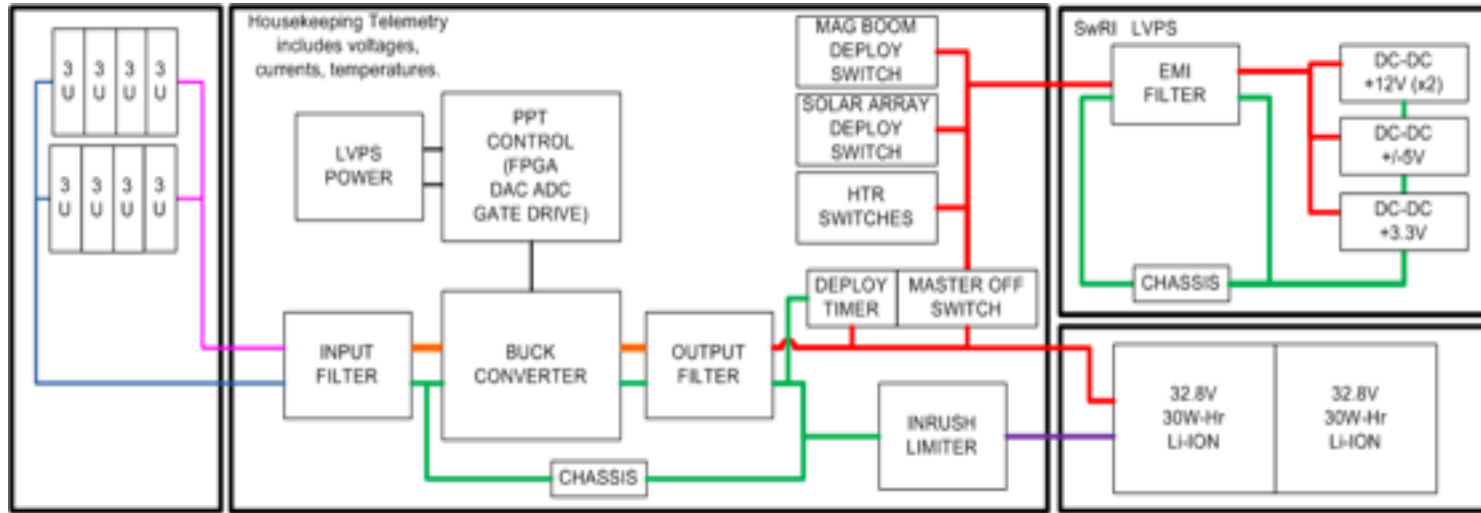 3 3 3 3
U U U U
3 3 3 3
U U U U
Housekeeping Telemetry
includes voltages,
currents, temperatures.
LVPS
POWER
PPT
CONTROL
(FPGA
DAC ADC
GATE DRIVE)
MAG BOOM
DEPLOY
SWITCH
SOLAR ARRAY
DEPLOY
SWITCH
HTR
SWITCHES
DEPLOY
TIMER
MASTER OFF
SWITCH
INPUT
FILTER
BUCK
CONVERTER
OUTPUT
FILTER
INRUSH
LIMITER
CHASSIS
SwRI LVPS
EMI
FILTER
DC-DC
+12V (x2)
DC-DC
+/-5V
DC-DC
+3.3V
CHASSIS
32.8V
30W-Hr
Li-ION
32.8V
30W-Hr
Li-ION